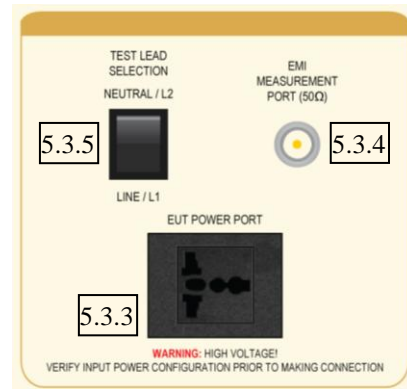 TEST LEAD
SELECTION
NEUTRAL / L2
5.3.5
LINE / L1
EMI
MEASUREMENT
PORT (50Ω)
5.3.4
EUT POWER PORT
5.3.3
WARNING: HIGH VOLTAGE!
VERIFY INPUT POWER CONFIGURATION PRIOR TO MAKING CONNECTION